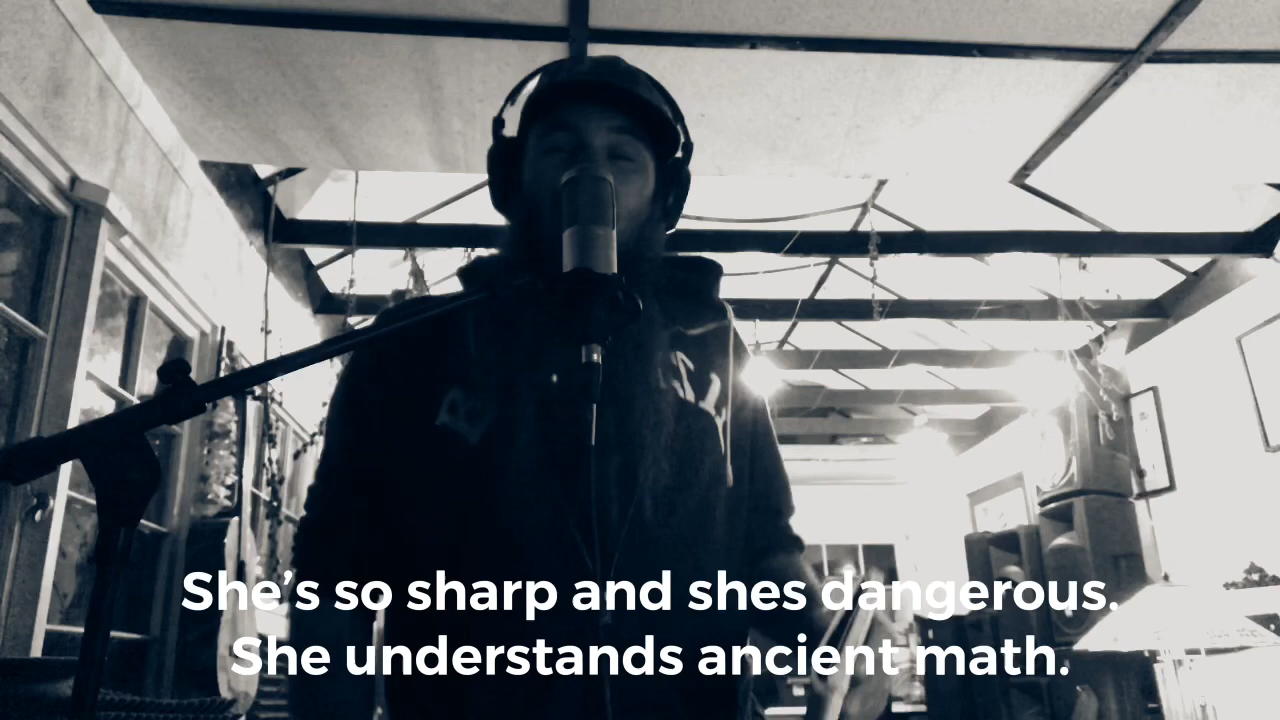 She’s so sharp and shes dangerous.
She understands ancient math.